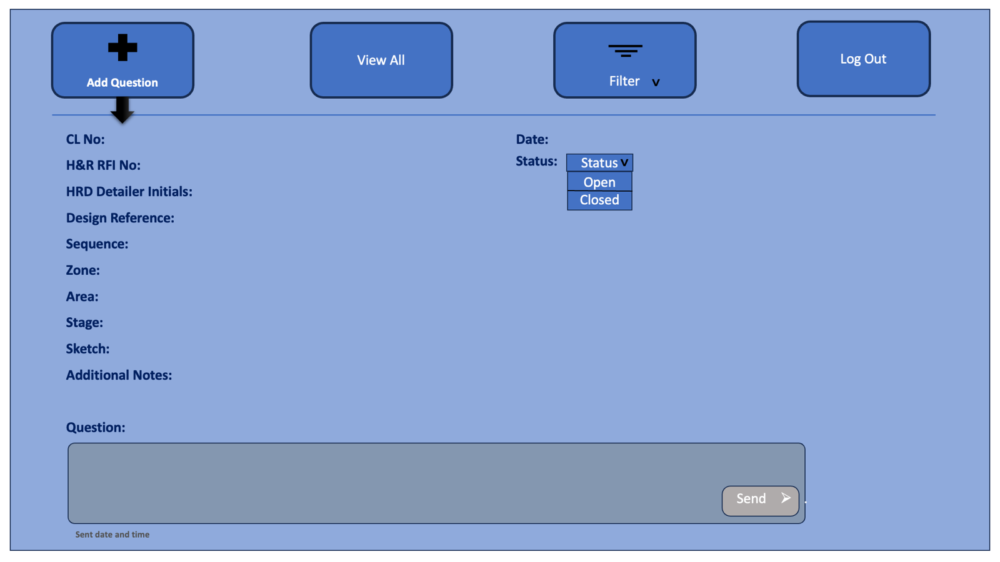 Add Question
View All
Filter v
Log Out
CL No:
H&R RFI No:
HRD Detailer Initials:
Design Reference:
Sequence:
Zone:
Area:
Stage:
Sketch:
Additional Notes:
Date:
Status: Status v
Open
Closed
Question:
Send
.
Sent date and time